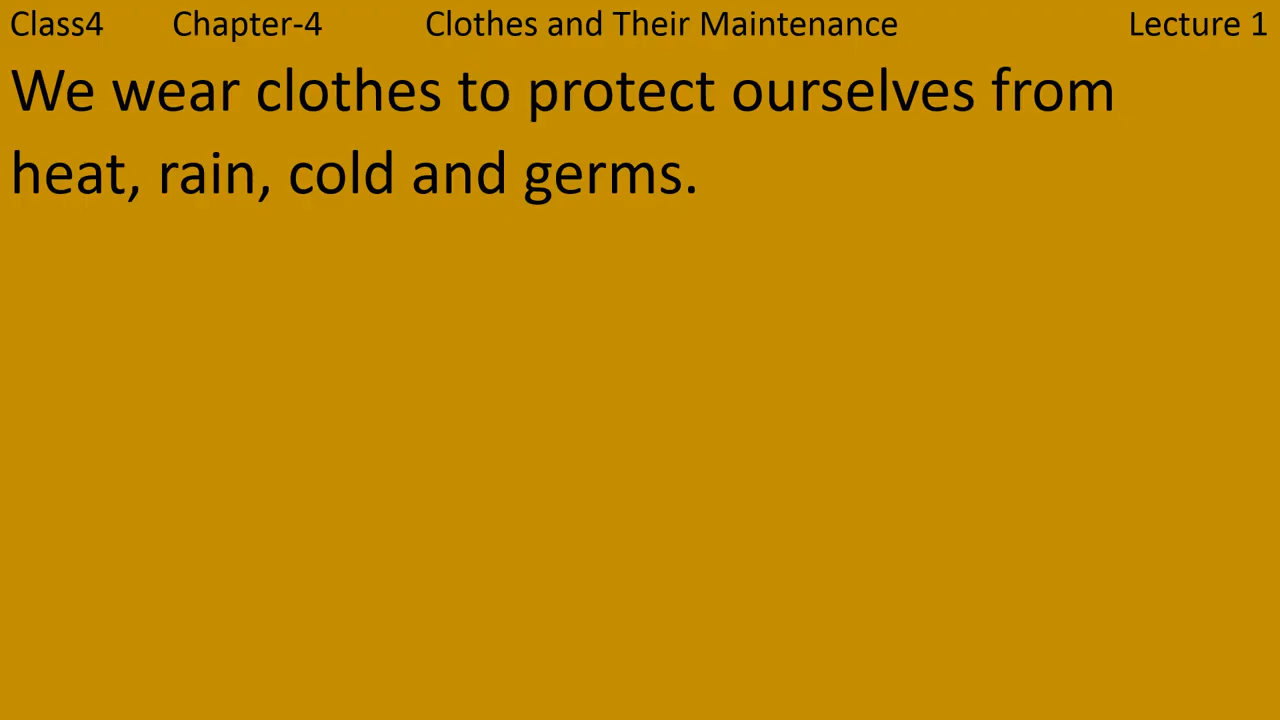 Class4 Chapter-4 Clothes and Their Maintenance Lecture 1
We wear clothes to protect ourselves from
heat, rain, cold and germs.